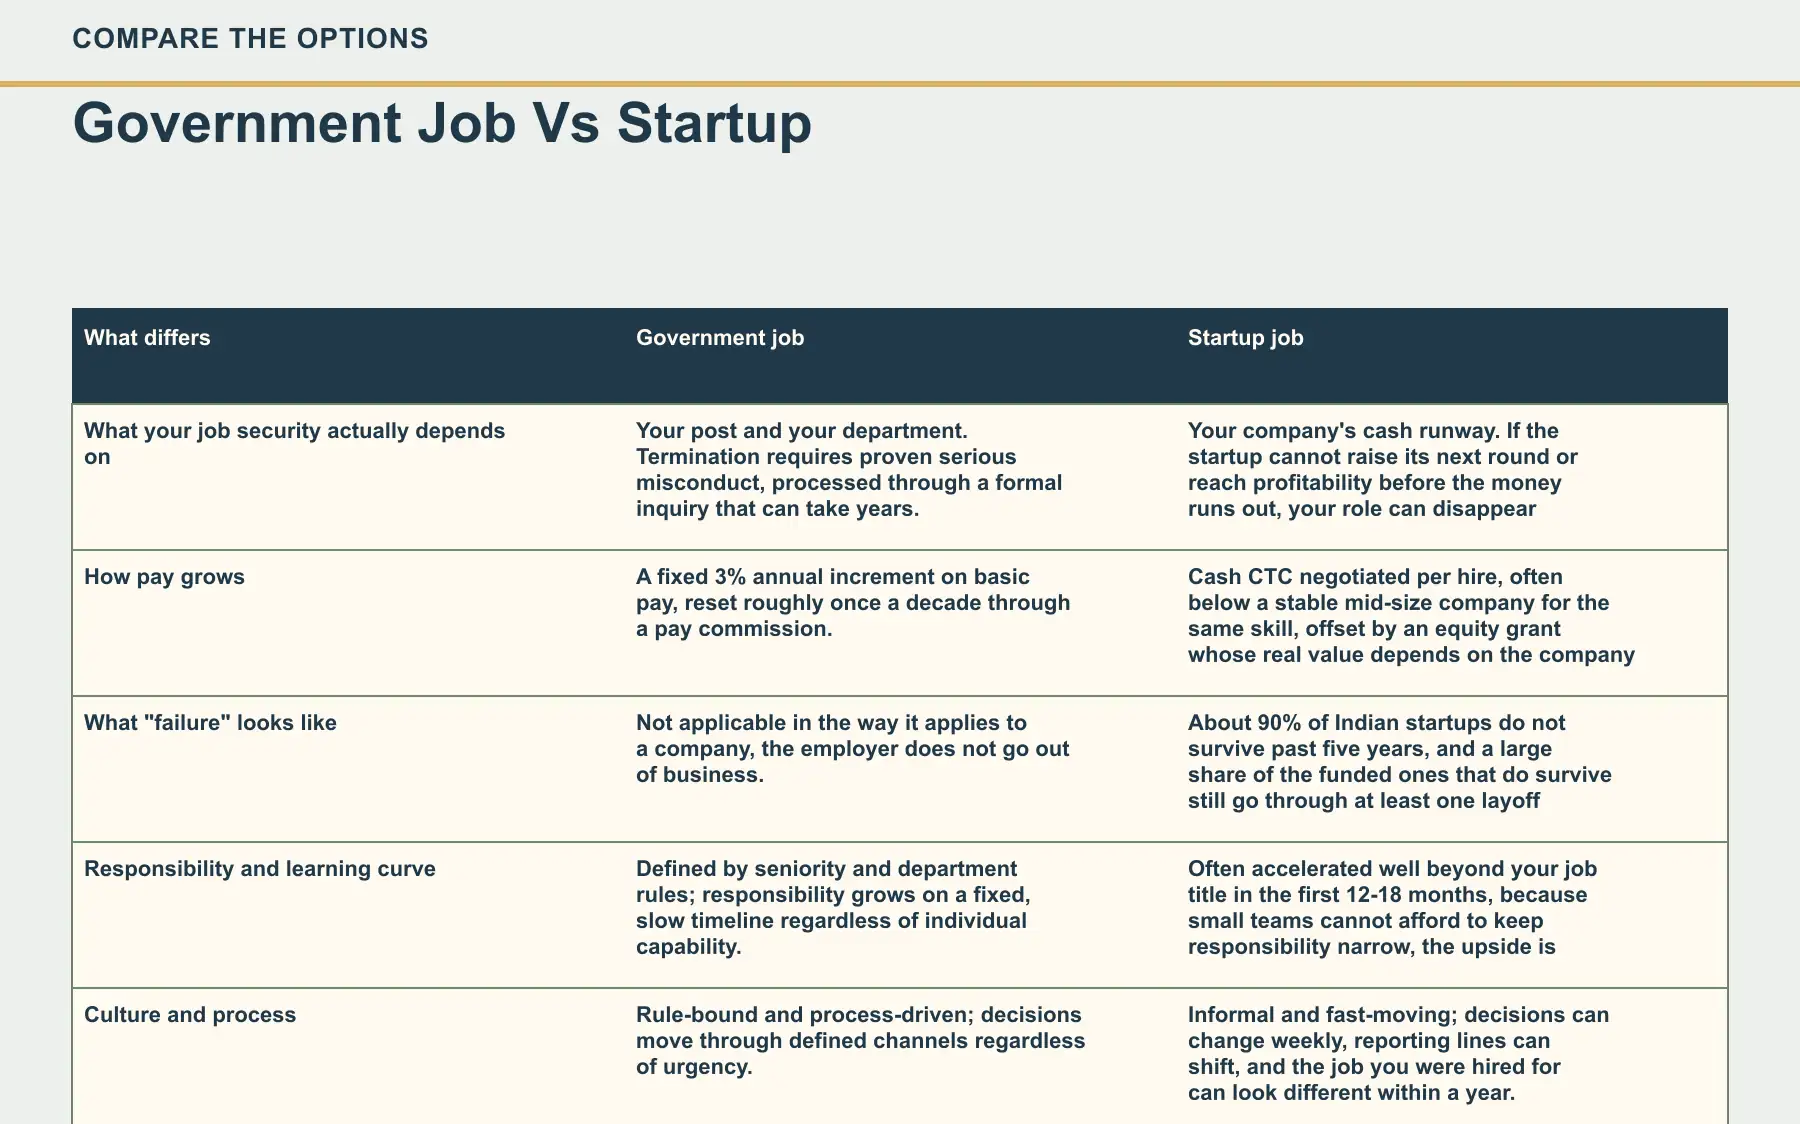 COMPARE THE OPTIONS
Government Job Vs Startup
What differs
Government job
Startup job
What your job security actually depends
on
Your post and your department.
Termination requires proven serious
misconduct, processed through a formal
inquiry that can take years.
Your company's cash runway. If the
startup cannot raise its next round or
reach profitability before the money
runs out, your role can disappear
How pay grows
A fixed 3% annual increment on basic
pay, reset roughly once a decade through
a pay commission.
Cash CTC negotiated per hire, often
below a stable mid-size company for the
same skill, offset by an equity grant
whose real value depends on the company
What "failure" looks like
Not applicable in the way it applies to
a company, the employer does not go out
of business.
About 90% of Indian startups do not
survive past five years, and a large
share of the funded ones that do survive
still go through at least one layoff
Responsibility and learning curve
Defined by seniority and department
rules; responsibility grows on a fixed,
slow timeline regardless of individual
capability.
Often accelerated well beyond your job
title in the first 12-18 months, because
small teams cannot afford to keep
responsibility narrow, the upside is
Culture and process
Rule-bound and process-driven; decisions
move through defined channels regardless
of urgency.
Informal and fast-moving; decisions can
change weekly, reporting lines can
shift, and the job you were hired for
can look different within a year.